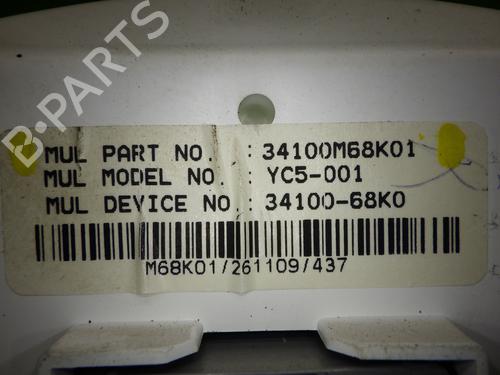 B-PARTS
MUL PART NO. : 34100M68K01
MUL MODEL NO. : YC5-001
MUL DEVICE NO. : 34100-68K0
M68K01/261109/437